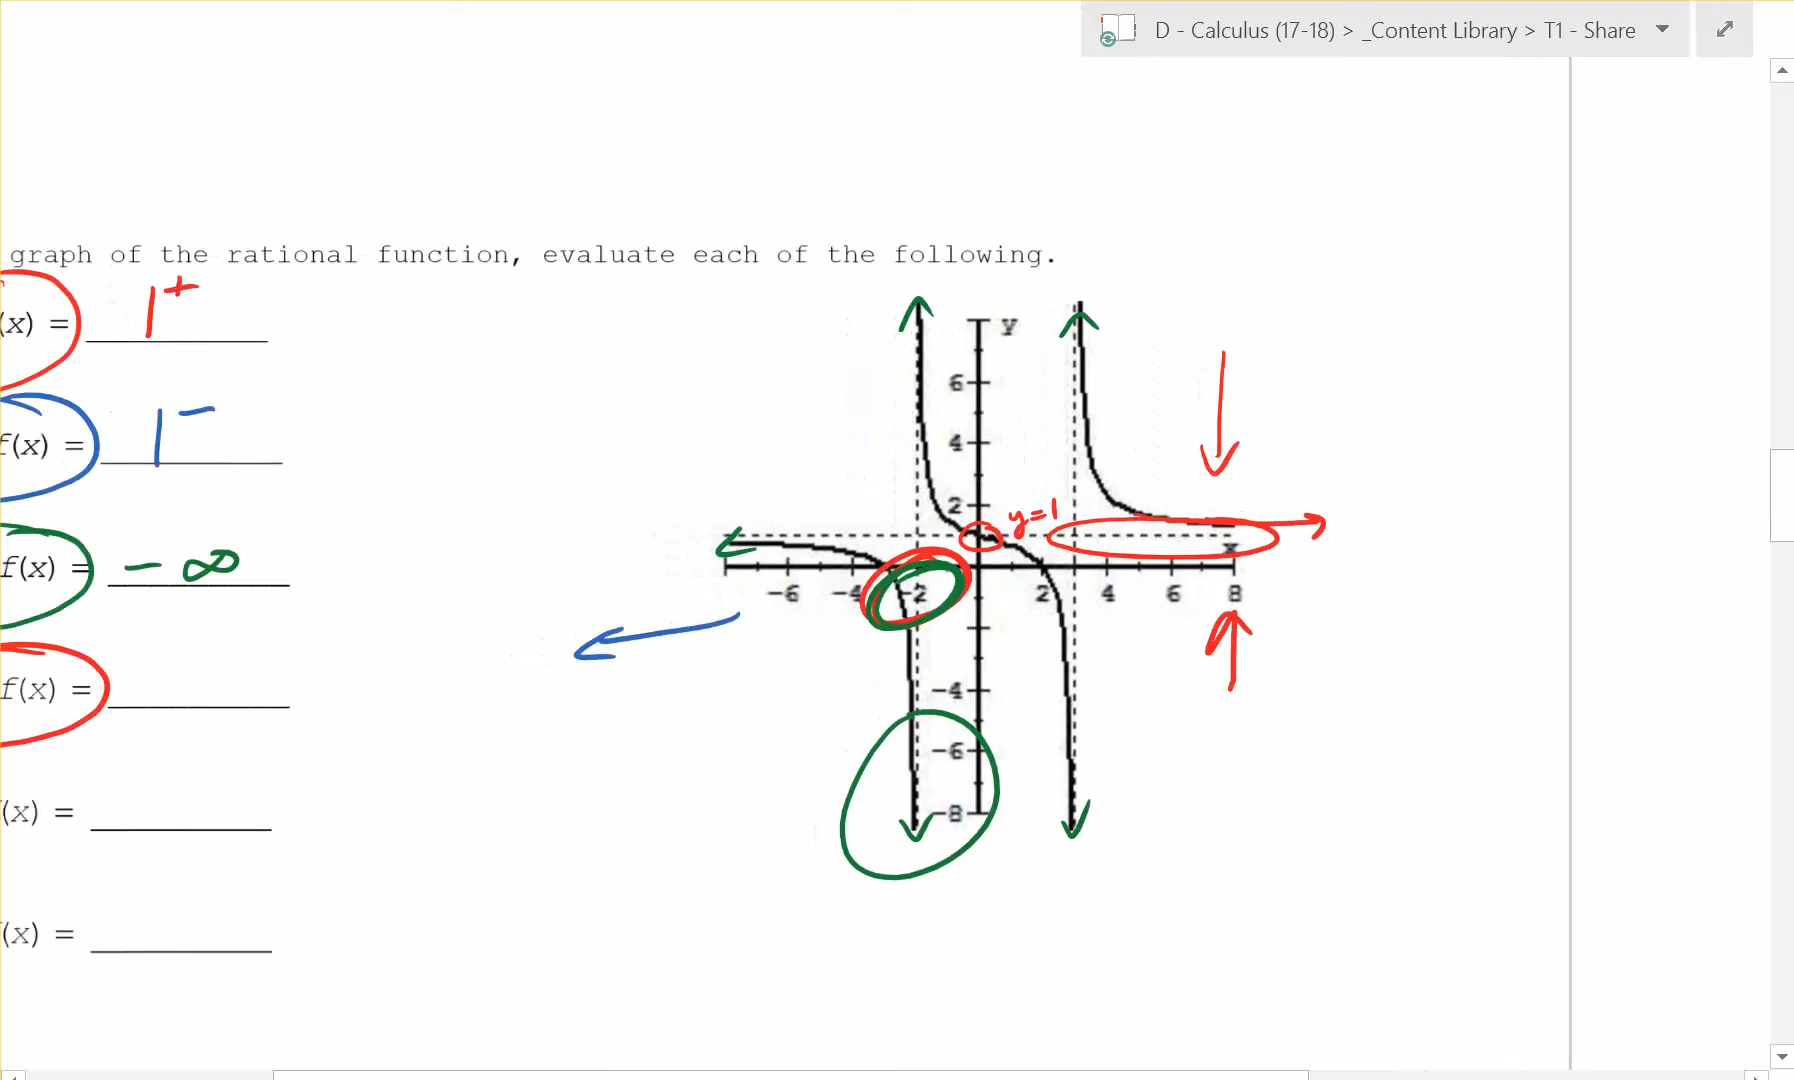 D - Calculus (17-18) > _Content Library > T1 - Share
graph of the rational function, evaluate each of the following.
(x) = 1⁺
f(x) = 1⁻
f(x) = - ∞
f(x) =
(x) =
(x) =
y
6
4
2
y=1
x
-6 -4 -2 2 4 6 8
-4
-6
-8